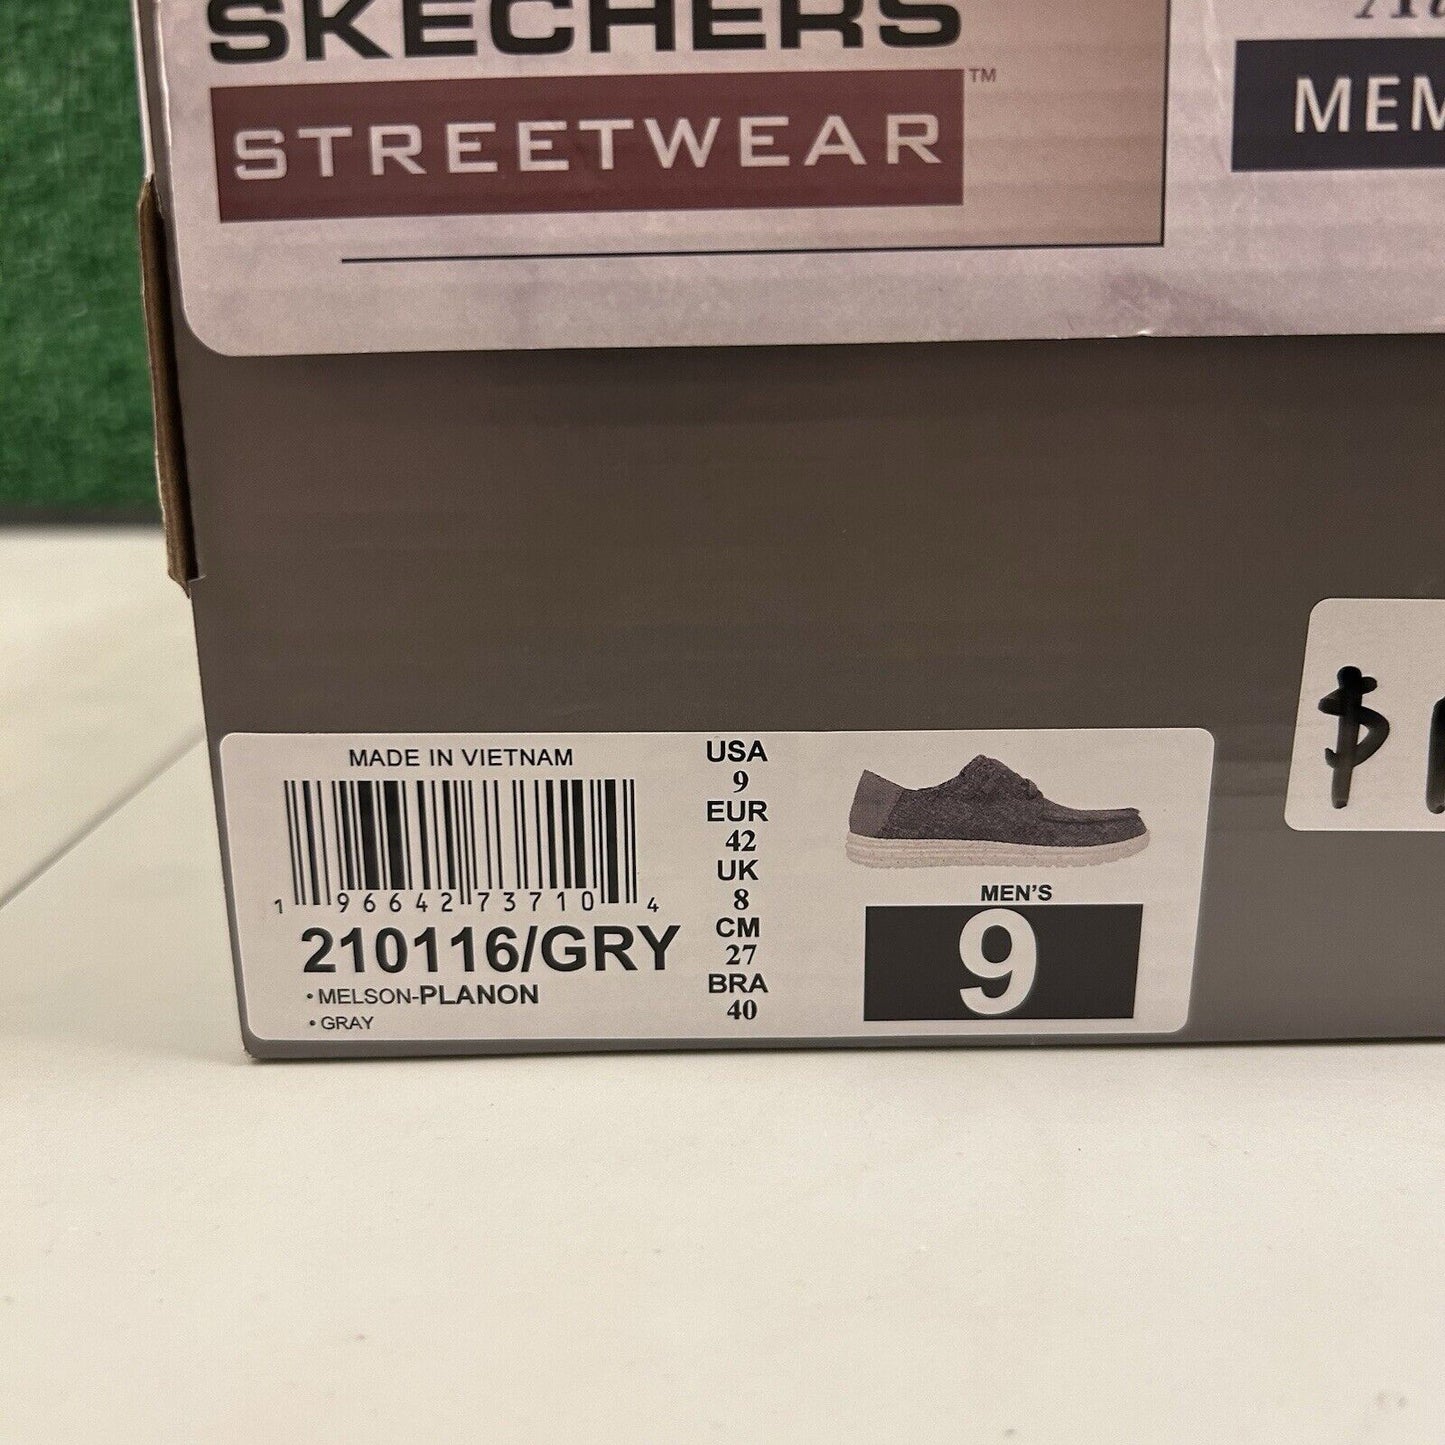 SKECHERS
STREETWEAR™
MEM
$
MADE IN VIETNAM
1 96642 73710 4
210116/GRY
• MELSON-PLANON
• GRAY
USA
9
EUR
42
UK
8
CM
27
BRA
40
MEN'S
9